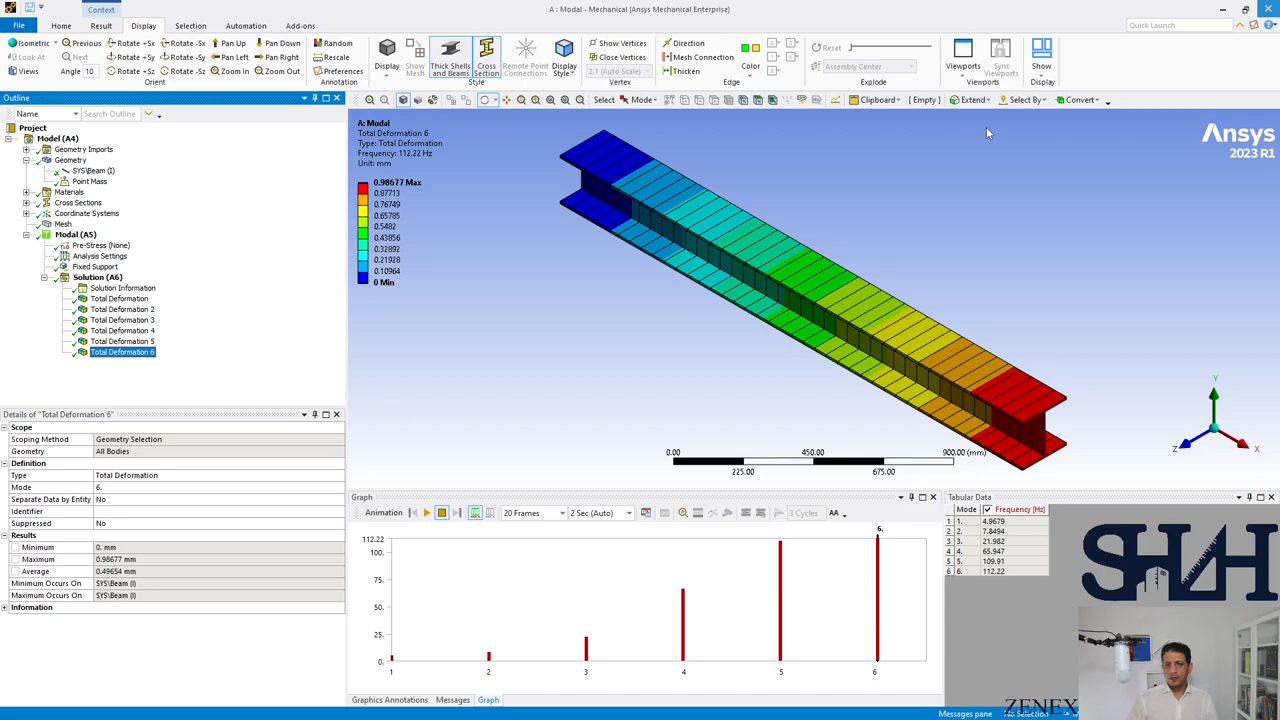 Context
A : Modal - Mechanical [Ansys Mechanical Enterprise]
File Home Result Display Selection Automation Add-ons
Quick Launch
Isometric Previous Rotate +Sx Rotate -Sx Pan Up Pan Down
Look At Next Rotate +Sy Rotate -Sy Pan Left Pan Right
Views Angle 10 Rotate +Sz Rotate -Sz Zoom In Zoom Out
Orient
Random
Rescale
Preferences
Annotation
Display
Show Mesh
Thick Shells and Beams
Cross Section
Remote Point Connections
Display Style
Style
Show Vertices
Close Vertices
2.1 (Auto Scale)
Vertex
Direction
Mesh Connection
Thicken
Color
Edge
Reset
Assembly Center
Explode
Viewports
Sync Viewports
Viewports
Show
Display
Outline
Name Search Outline
Select Mode Clipboard [ Empty ] Extend Select By Convert
Project
Model (A4)
Geometry Imports
Geometry
SYS\Beam (I)
Point Mass
Materials
Cross Sections
Coordinate Systems
Mesh
Modal (A5)
Pre-Stress (None)
Analysis Settings
Fixed Support
Solution (A6)
Solution Information
Total Deformation
Total Deformation 2
Total Deformation 3
Total Deformation 4
Total Deformation 5
Total Deformation 6
A: Modal
Total Deformation 6
Type: Total Deformation
Frequency: 112.22 Hz
Unit: mm
0.98677 Max
0.87713
0.76749
0.65785
0.5482
0.43856
0.32892
0.21928
0.10964
0 Min
Ansys
2023 R1
Y
Z
X
0.00 450.00 900.00 (mm)
225.00 675.00
Details of "Total Deformation 6"
Scope
Scoping Method Geometry Selection
Geometry All Bodies
Definition
Type Total Deformation
Mode 6.
Separate Data by Entity No
Identifier
Suppressed No
Results
Minimum 0. mm
Maximum 0.98677 mm
Average 0.49654 mm
Minimum Occurs On SYS\Beam (I)
Maximum Occurs On SYS\Beam (I)
Information
Graph
Animation 20 Frames 2 Sec (Auto) 3 Cycles AA
6.
112.22
100.
75.
50.
25.
0.
1 2 3 4 5 6
Graphics Annotations Messages Graph
Tabular Data
Mode Frequency [Hz]
1 1. 4.9679
2 2. 7.8494
3 3. 21.982
4 4. 65.947
5 5. 109.91
6 6. 112.22
ZENEX
Messages pane No Selection